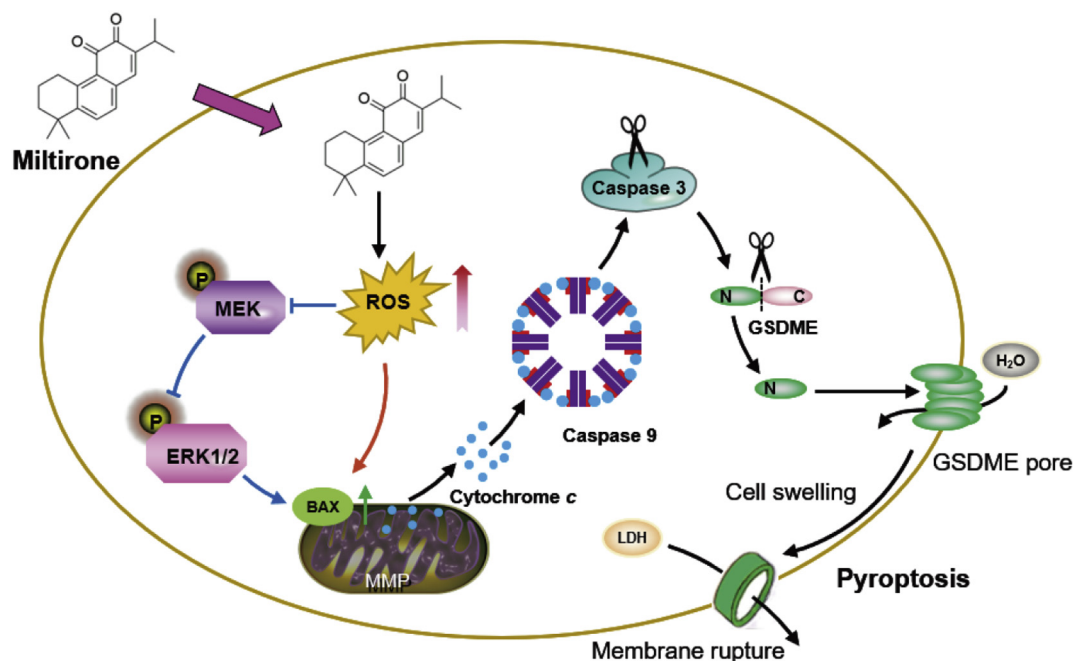 O
O
Miltirone
O
O
Caspase 3
P
MEK
ROS
N
C
GSDME
H₂O
N
P
ERK1/2
Caspase 9
GSDME pore
BAX
Cytochrome c
MMP
Cell swelling
LDH
Pyroptosis
Membrane rupture